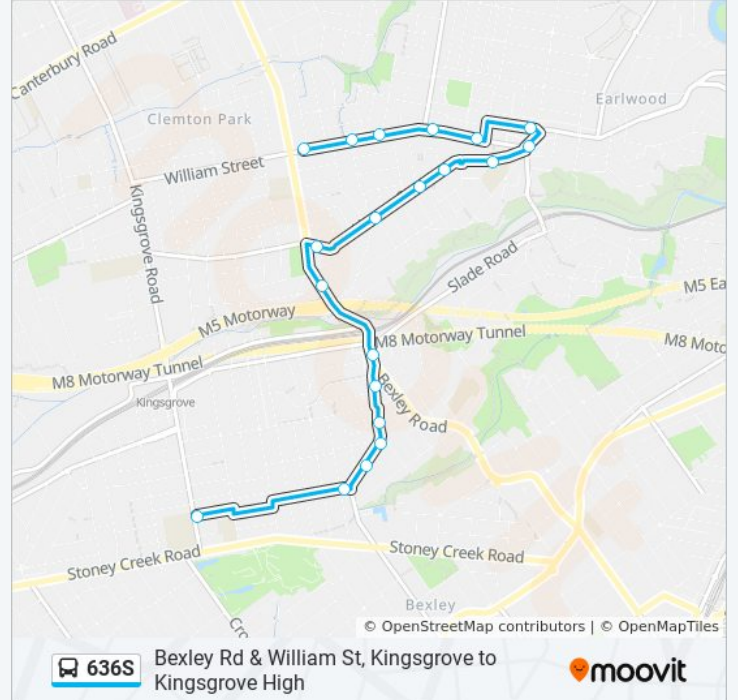 Canterbury Road
Earlwood
Clemton Park
William Street
Kingsgrove Road
Slade Road
M5 Ea
M5 Motorway
M8 Motorway Tunnel
M8 Moto
M8 Motorway Tunnel
Kingsgrove
Bexley Road
Stoney Creek Road
Stoney Creek Road
Bexley
Cro
© OpenStreetMap contributors | © OpenMapTiles
636S
Bexley Rd & William St, Kingsgrove to
Kingsgrove High
moovit